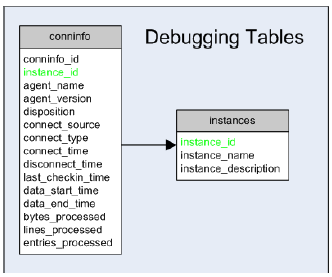 Debugging Tables
conninfo
conninfo_id
instance_id
agent_name
agent_version
disposition
connect_source
connect_type
connect_time
disconnect_time
last_checkin_time
data_start_time
data_end_time
bytes_processed
lines_processed
entries_processed
instances
instance_id
instance_name
instance_description